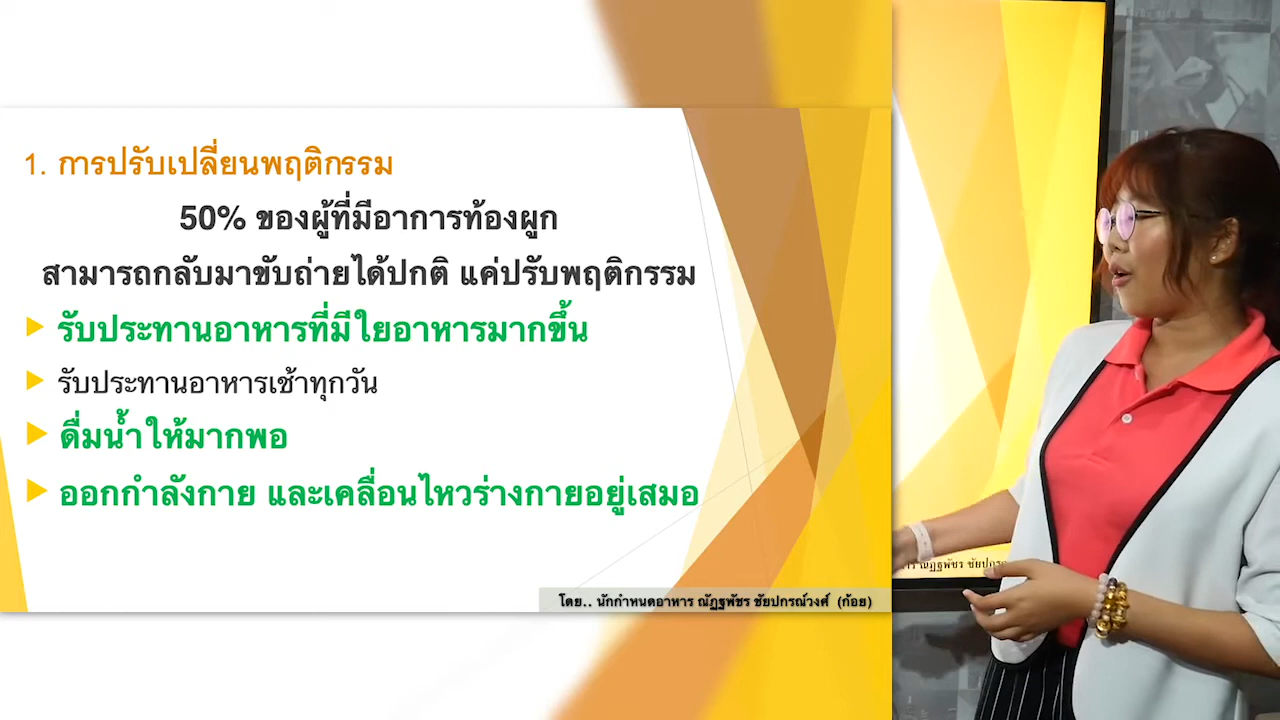 1. การปรับเปลี่ยนพฤติกรรม
50% ของผู้ที่มีอาการท้องผูก
สามารถกลับมาขับถ่ายได้ปกติ แค่ปรับพฤติกรรม
รับประทานอาหารที่มีใยอาหารมากขึ้น
รับประทานอาหารเช้าทุกวัน
ดื่มน้ำให้มากพอ
ออกกำลังกาย และเคลื่อนไหวร่างกายอยู่เสมอ
โดย.. นักกำหนดอาหาร ณัฏฐพัชร ชัยปกรณ์วงศ์ (ก้อย)
ณัฏฐพัชร